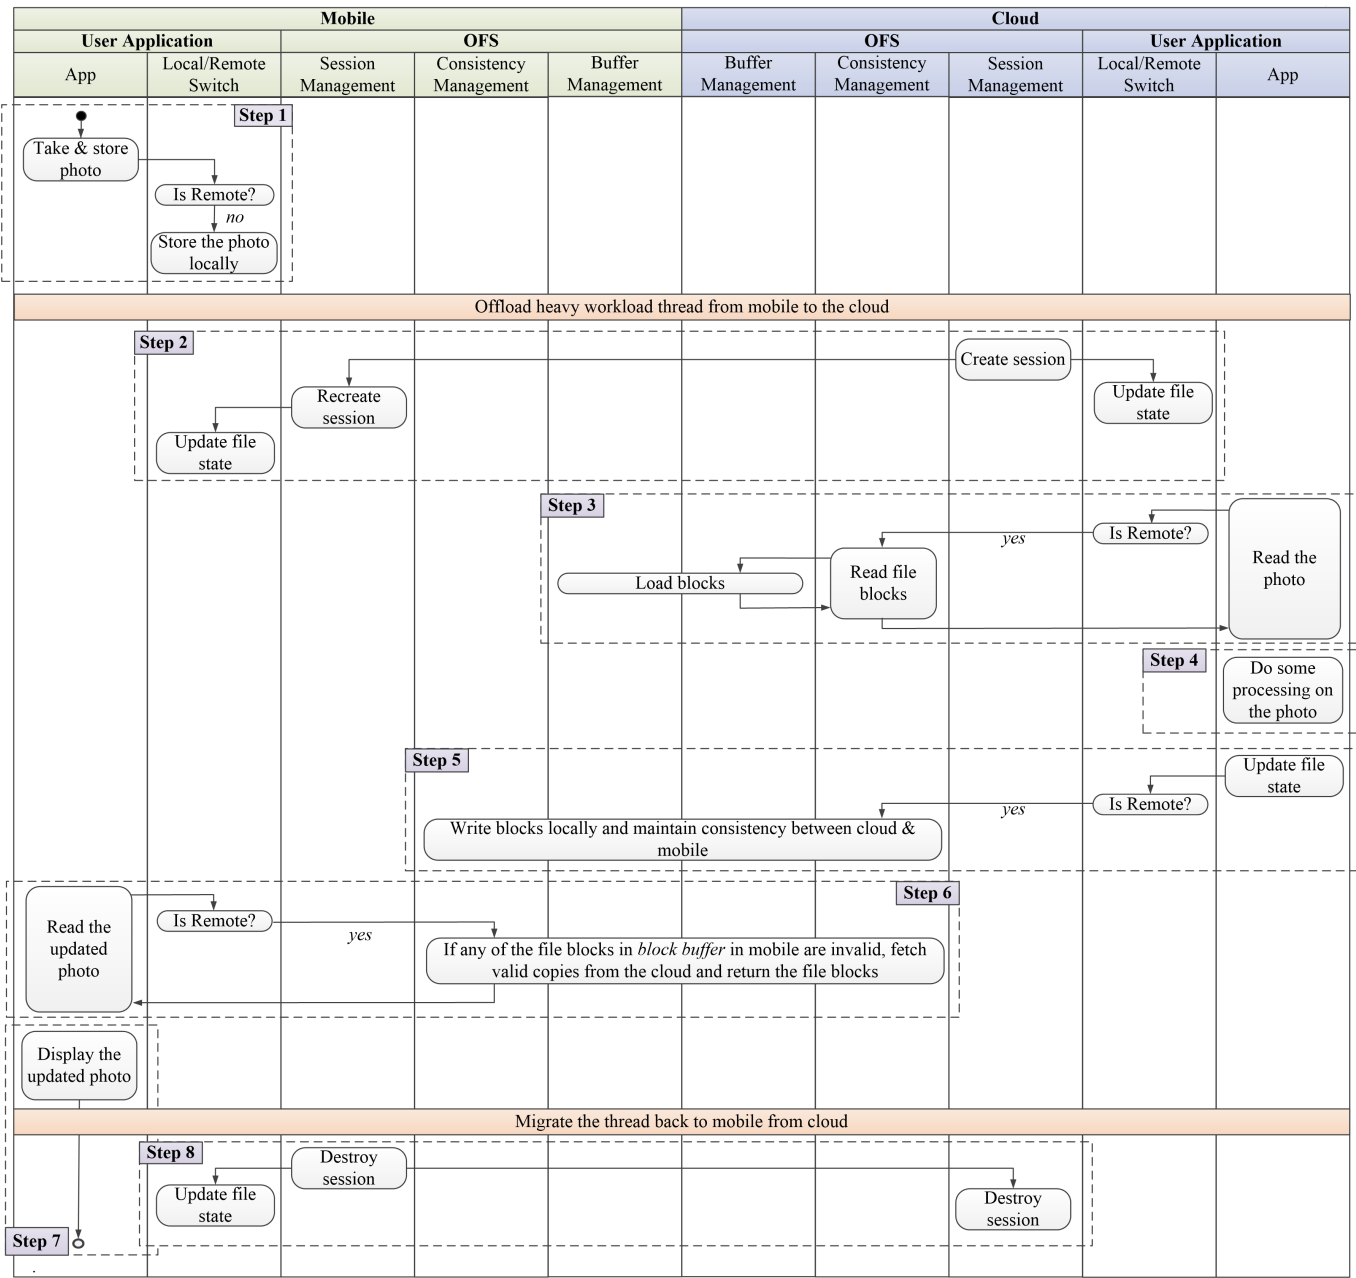 Mobile
Cloud
User Application
OFS
OFS
User Application
App
Local/Remote
Switch
Session
Management
Consistency
Management
Buffer
Management
Buffer
Management
Consistency
Management
Session
Management
Local/Remote
Switch
App
Step 1
Take & store
photo
Is Remote?
no
Store the photo
locally
Offload heavy workload thread from mobile to the cloud
Step 2
Create session
Recreate
session
Update file
state
Update file
state
Step 3
Is Remote?
yes
Read the
photo
Load blocks
Read file
blocks
Step 4
Do some
processing on
the photo
Step 5
Update file
state
Is Remote?
yes
Write blocks locally and maintain consistency between cloud &
mobile
Step 6
Read the
updated
photo
Is Remote?
yes
If any of the file blocks in block buffer in mobile are invalid, fetch
valid copies from the cloud and return the file blocks
Display the
updated photo
Migrate the thread back to mobile from cloud
Step 8
Destroy
session
Update file
state
Destroy
session
Step 7
.